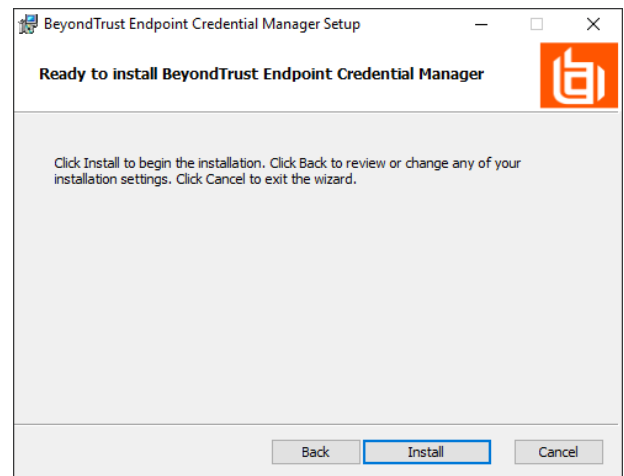 BeyondTrust Endpoint Credential Manager Setup
Ready to install BeyondTrust Endpoint Credential Manager
Click Install to begin the installation. Click Back to review or change any of your
installation settings. Click Cancel to exit the wizard.
Back Install Cancel